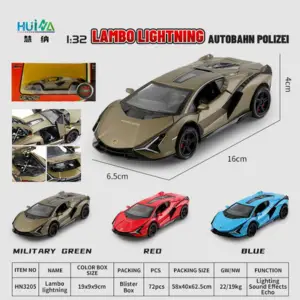 HUINA
慧纳
1:32 LAMBO LIGHTNING
AUTOBAHN POLIZEI
4cm
16cm
6.5cm
MILITARY GREEN
RED
BLUE
ITEM NO NAME COLOR BOX SIZE PACKING PCS PACKING SIZE GW/NW FUNCTION
HN3205 Lambo lightning 19x9x9cm Blister Box 72pcs 58x40x62.5cm 22/19kg Lighting Sound Effects Echo